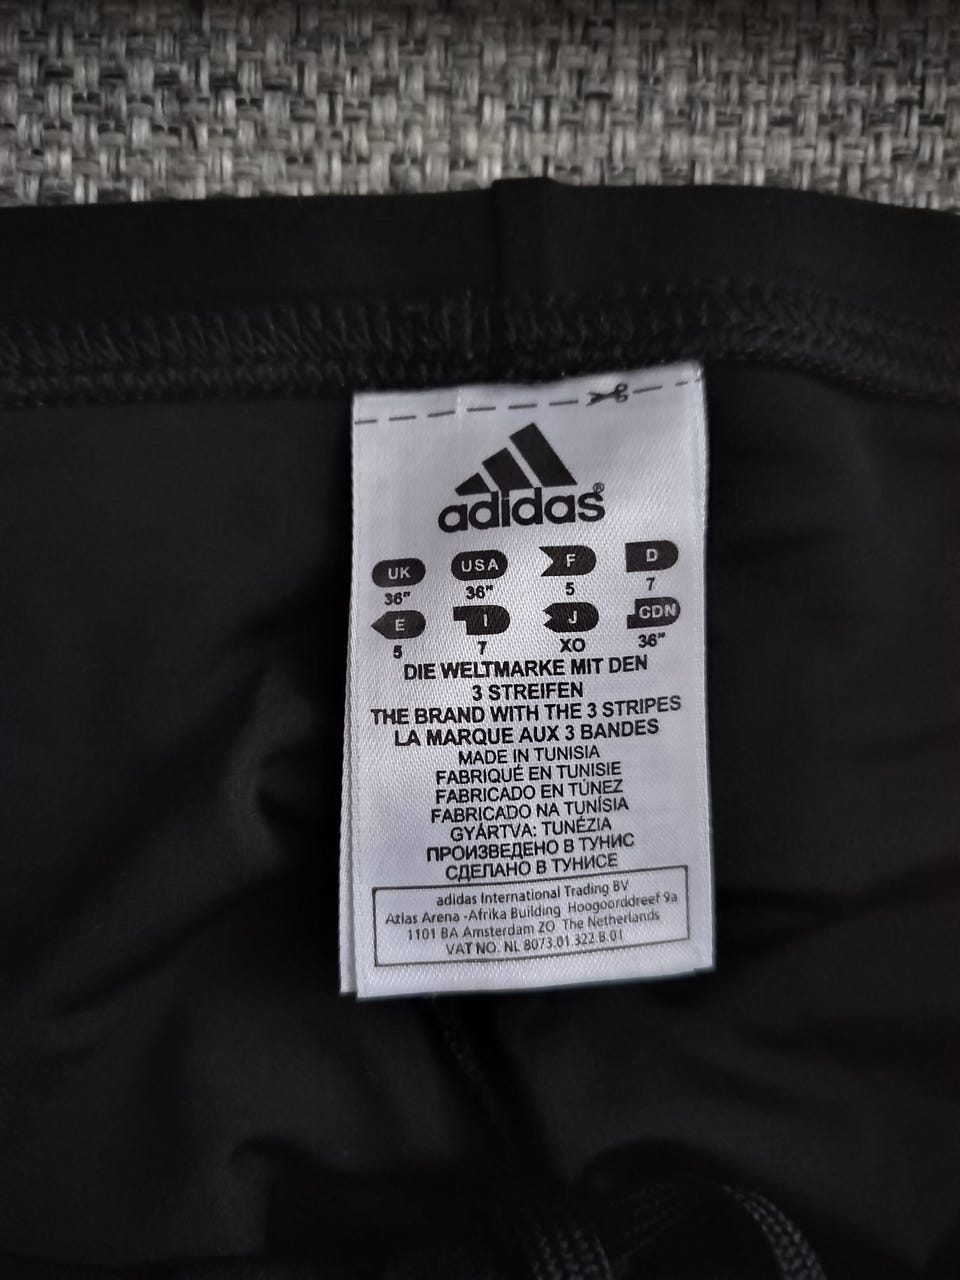 adidas®
UK USA F D
36" 36" 5 7
E I J CDN
5 7 XO 36"
DIE WELTMARKE MIT DEN
3 STREIFEN
THE BRAND WITH THE 3 STRIPES
LA MARQUE AUX 3 BANDES
MADE IN TUNISIA
FABRIQUÉ EN TUNISIE
FABRICADO EN TÚNEZ
FABRICADO NA TUNÍSIA
GYÁRTVA: TUNÉZIA
ПРОИЗВЕДЕНО В ТУНИС
СДЕЛАНО В ТУНИСЕ
adidas International Trading BV
Atlas Arena -Afrika Building Hoogoorddreef 9a
1101 BA Amsterdam ZO The Netherlands
VAT NO. NL 8073.01.322.B.01